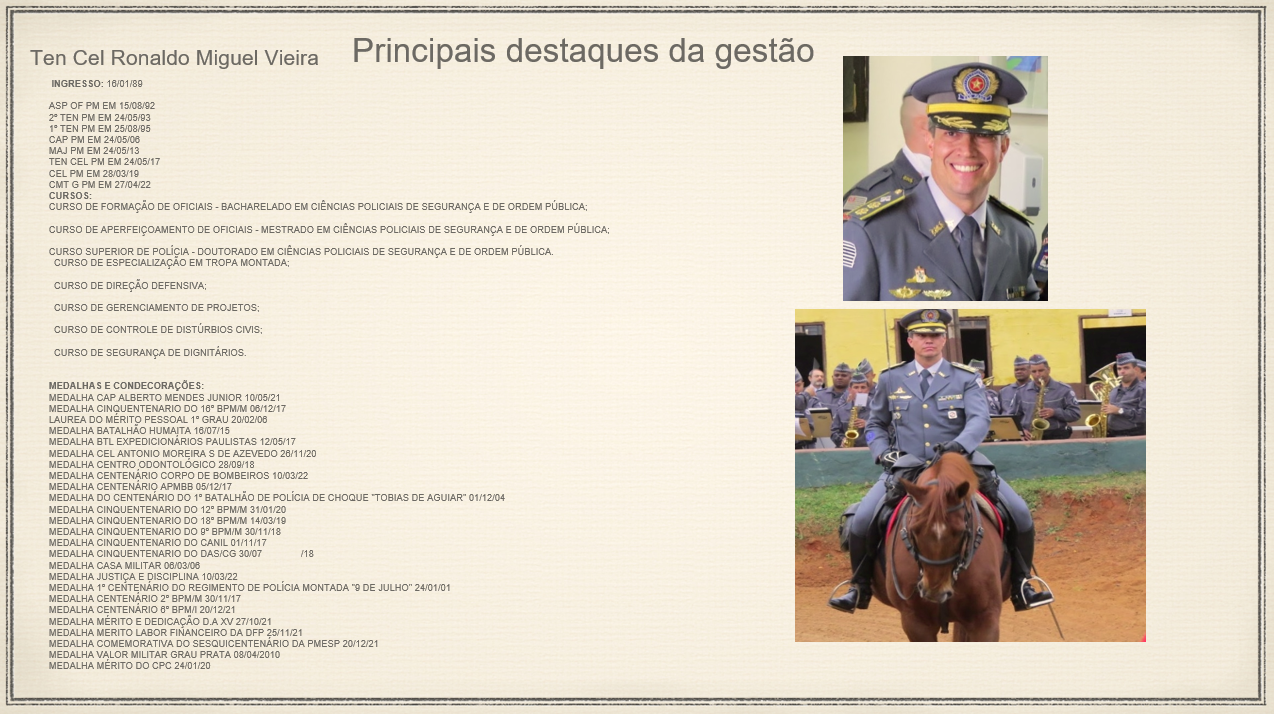 Ten Cel Ronaldo Miguel Vieira
Principais destaques da gestão
INGRESSO: 16/01/89
ASP OF PM EM 15/08/92
2º TEN PM EM 24/05/93
1º TEN PM EM 25/08/95
CAP PM EM 24/05/06
MAJ PM EM 24/05/13
TEN CEL PM EM 24/05/17
CEL PM EM 28/03/19
CMT G PM EM 27/04/22
CURSOS:
CURSO DE FORMAÇÃO DE OFICIAIS - BACHARELADO EM CIÊNCIAS POLICIAIS DE SEGURANÇA E DE ORDEM PÚBLICA;
CURSO DE APERFEIÇOAMENTO DE OFICIAIS - MESTRADO EM CIÊNCIAS POLICIAIS DE SEGURANÇA E DE ORDEM PÚBLICA;
CURSO SUPERIOR DE POLÍCIA - DOUTORADO EM CIÊNCIAS POLICIAIS DE SEGURANÇA E DE ORDEM PÚBLICA.
CURSO DE ESPECIALIZAÇÃO EM TROPA MONTADA;
CURSO DE DIREÇÃO DEFENSIVA;
CURSO DE GERENCIAMENTO DE PROJETOS;
CURSO DE CONTROLE DE DISTÚRBIOS CIVIS;
CURSO DE SEGURANÇA DE DIGNITÁRIOS.
MEDALHAS E CONDECORAÇÕES:
MEDALHA CAP ALBERTO MENDES JUNIOR 10/05/21
MEDALHA CINQUENTENARIO DO 16º BPM/M 06/12/17
LAUREA DO MÉRITO PESSOAL 1º GRAU 20/02/06
MEDALHA BATALHÃO HUMAITA 16/07/15
MEDALHA BTL EXPEDICIONÁRIOS PAULISTAS 12/05/17
MEDALHA CEL ANTONIO MOREIRA S DE AZEVEDO 26/11/20
MEDALHA CENTRO ODONTOLÓGICO 28/09/18
MEDALHA CENTENÁRIO CORPO DE BOMBEIROS 10/03/22
MEDALHA CENTENÁRIO APMBB 05/12/17
MEDALHA DO CENTENÁRIO DO 1º BATALHÃO DE POLÍCIA DE CHOQUE "TOBIAS DE AGUIAR" 01/12/04
MEDALHA CINQUENTENARIO DO 12º BPM/M 31/01/20
MEDALHA CINQUENTENARIO DO 18º BPM/M 14/03/19
MEDALHA CINQUENTENARIO DO 9º BPM/M 30/11/18
MEDALHA CINQUENTENARIO DO CANIL 01/11/17
MEDALHA CINQUENTENARIO DO DAS/CG 30/07 /18
MEDALHA CASA MILITAR 06/03/06
MEDALHA JUSTIÇA E DISCIPLINA 10/03/22
MEDALHA 1º CENTENÁRIO DO REGIMENTO DE POLÍCIA MONTADA "9 DE JULHO" 24/01/01
MEDALHA CENTENÁRIO 2º BPM/M 30/11/17
MEDALHA CENTENÁRIO 6º BPM/I 20/12/21
MEDALHA MÉRITO E DEDICAÇÃO D.A XV 27/10/21
MEDALHA MERITO LABOR FINANCEIRO DA DFP 25/11/21
MEDALHA COMEMORATIVA DO SESQUICENTENÁRIO DA PMESP 20/12/21
MEDALHA VALOR MILITAR GRAU PRATA 08/04/2010
MEDALHA MÉRITO DO CPC 24/01/20